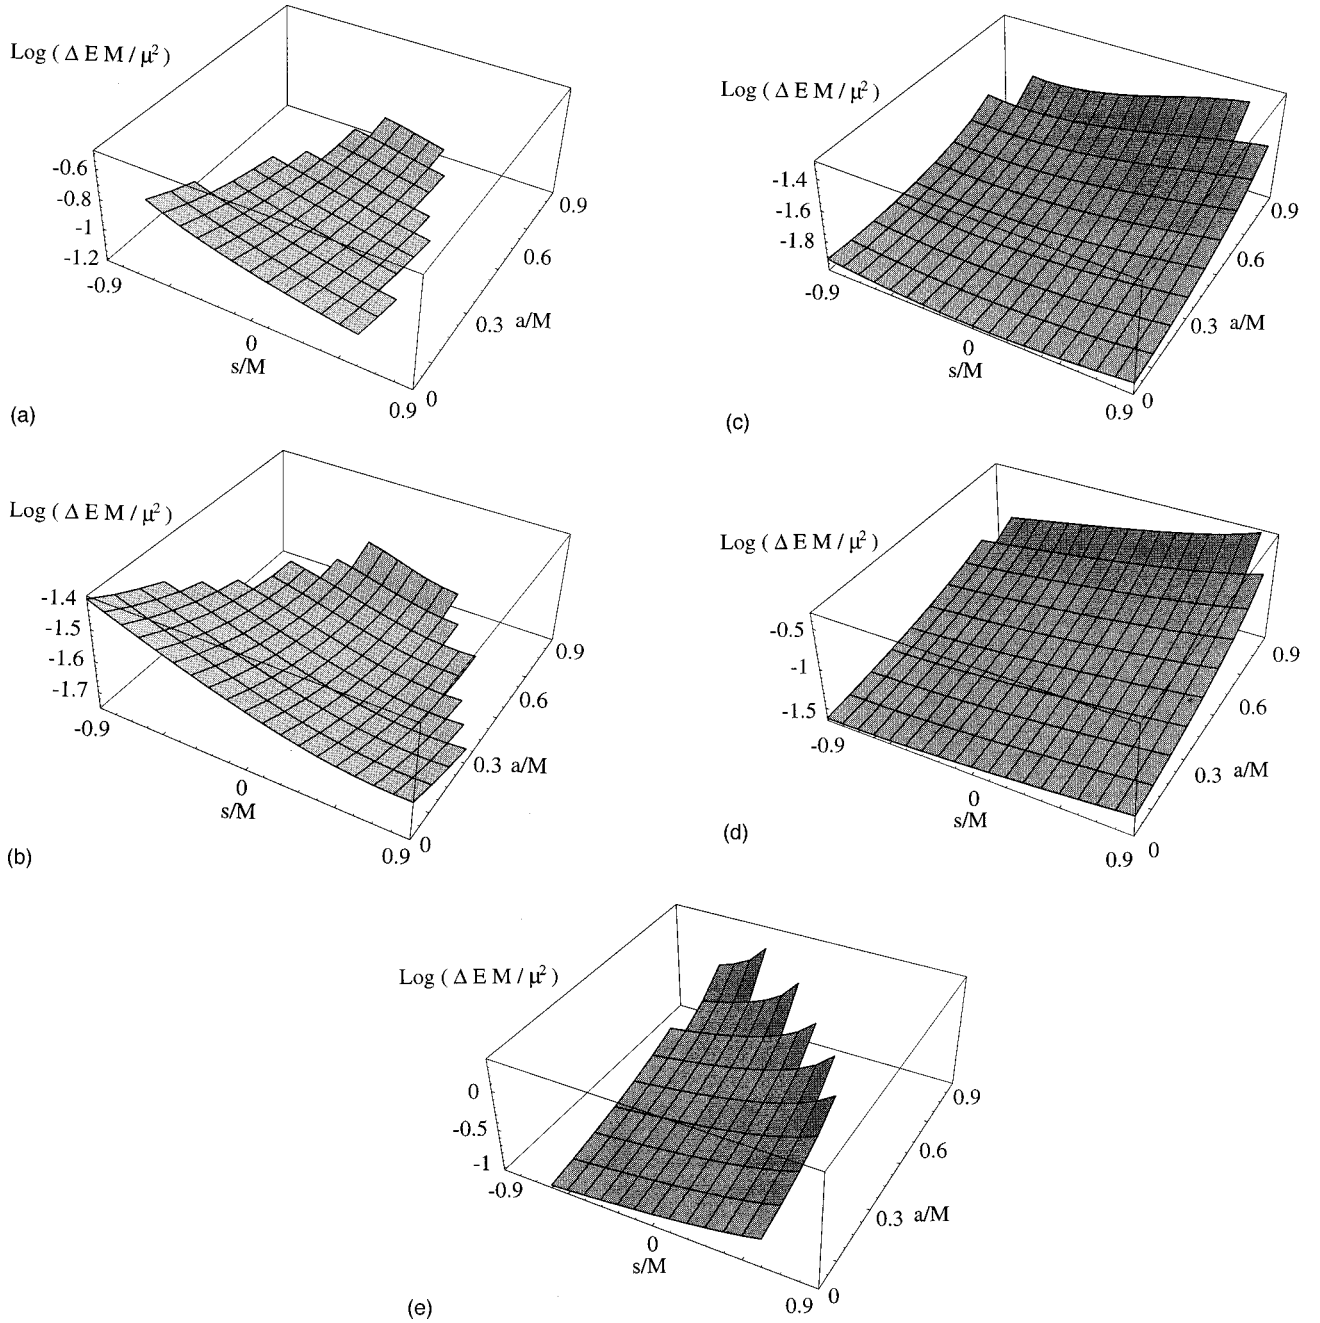 Log ( Δ E M / μ²)
-0.6
-0.8
-1
-1.2
-0.9
0
s/M
0.9
0
0.3
a/M
0.6
0.9
(a)
Log ( Δ E M / μ²)
-1.4
-1.5
-1.6
-1.7
-0.9
0
s/M
0.9
0
0.3
a/M
0.6
0.9
(b)
Log ( Δ E M / μ²)
-1.4
-1.6
-1.8
-0.9
0
s/M
0.9
0
0.3
a/M
0.6
0.9
(c)
Log ( Δ E M / μ²)
-0.5
-1
-1.5
-0.9
0
s/M
0.9
0
0.3
a/M
0.6
0.9
(d)
Log ( Δ E M / μ²)
0
-0.5
-1
-0.9
0
s/M
0.9
0
0.3
a/M
0.6
0.9
(e)